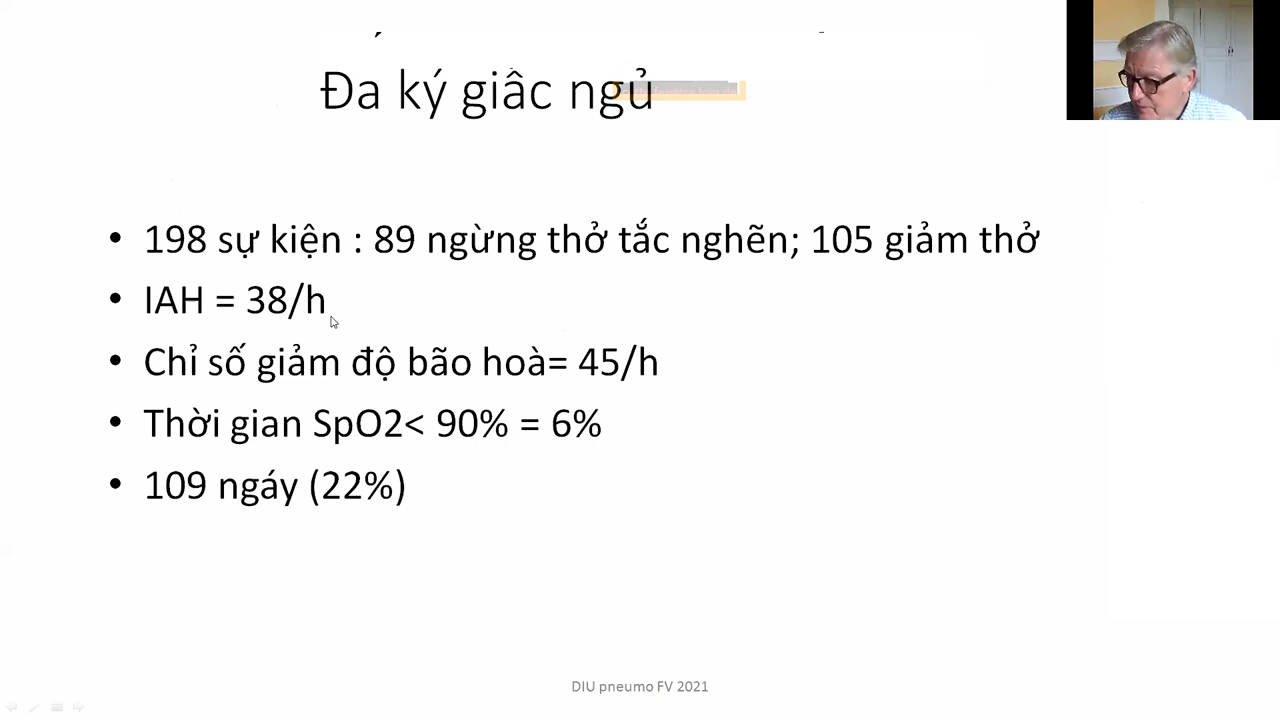 Đa ký giấc ngủ
198 sự kiện : 89 ngừng thở tắc nghẽn; 105 giảm thở
IAH = 38/h
Chỉ số giảm độ bão hoà= 45/h
Thời gian SpO2< 90% = 6%
109 ngáy (22%)
DIU pneumo FV 2021